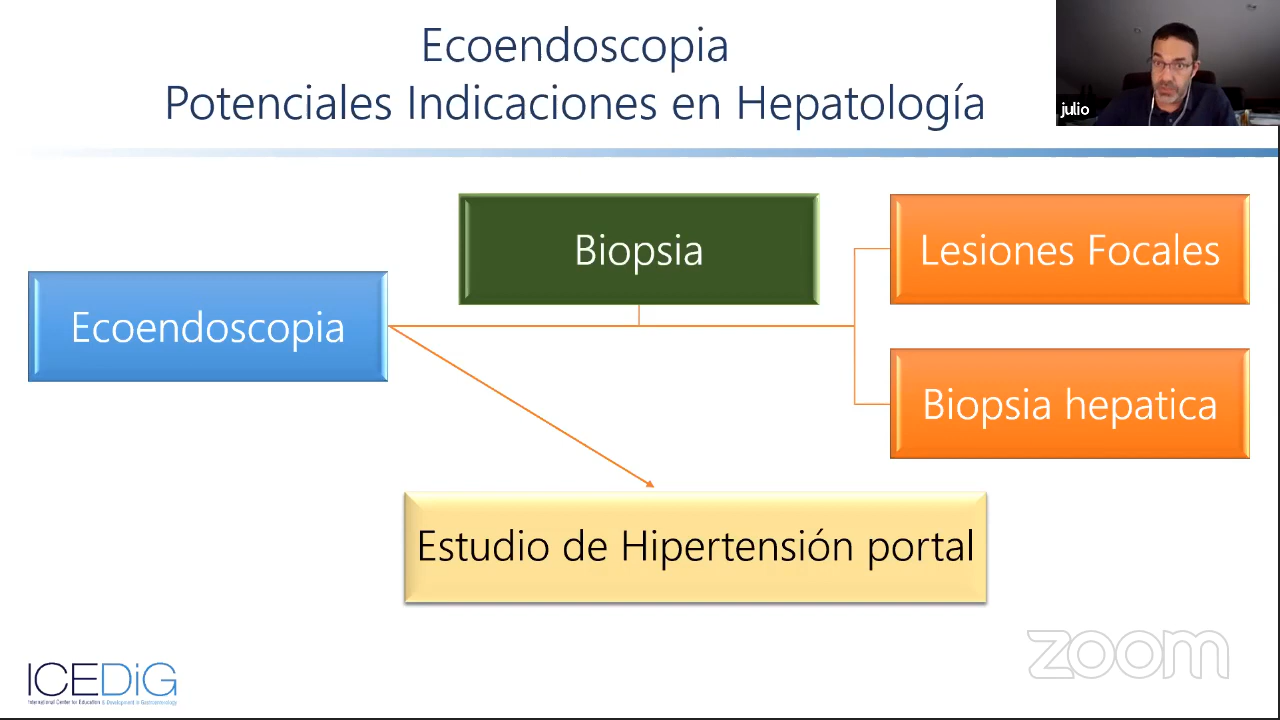 Ecoendoscopia
Potenciales Indicaciones en Hepatología
julio
Biopsia
Lesiones Focales
Ecoendoscopia
Biopsia hepatica
Estudio de Hipertensión portal
zoom
ICEDiG
International Center for Education & Development in Gastroenterology